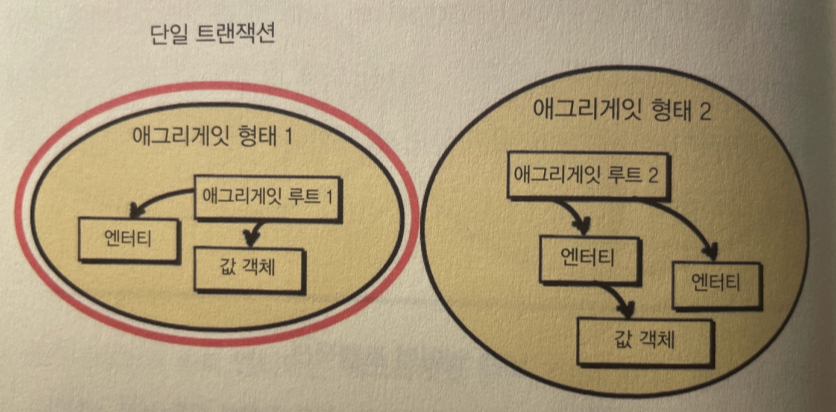 단일 트랜잭션
애그리게잇 형태 1
애그리게잇 루트 1
엔터티
값 객체
애그리게잇 형태 2
애그리게잇 루트 2
엔터티
엔터티
값 객체